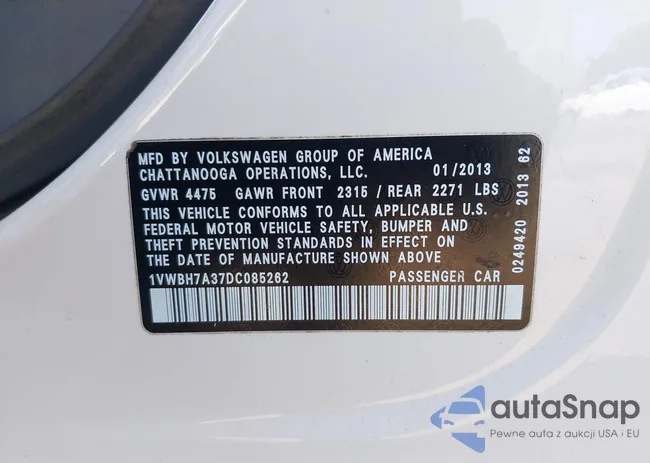 MFD BY VOLKSWAGEN GROUP OF AMERICA
CHATTANOOGA OPERATIONS, LLC. 01/2013
GVWR 4475 GAWR FRONT 2315 / REAR 2271 LBS
THIS VEHICLE CONFORMS TO ALL APPLICABLE U.S.
FEDERAL MOTOR VEHICLE SAFETY, BUMPER AND
THEFT PREVENTION STANDARDS IN EFFECT ON
THE DATE OF MANUFACTURE SHOWN ABOVE
1VWBH7A37DC085262 PASSENGER CAR
0249420 2013 62
autaSnap
Pewne auta z aukcji USA i EU